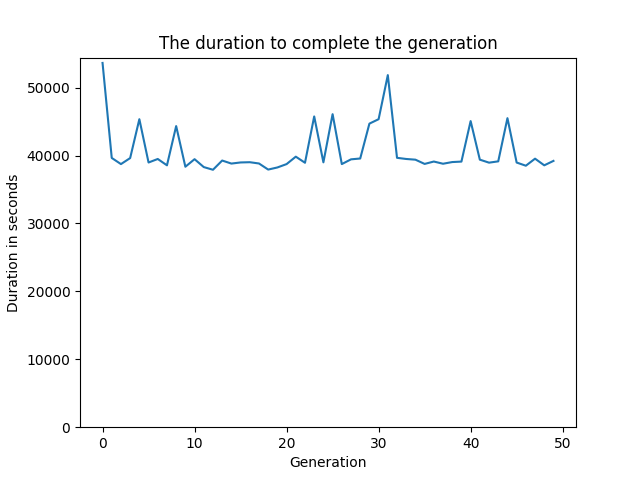 The duration to complete the generation
50000
40000
30000
20000
10000
0
Duration in seconds
0 10 20 30 40 50
Generation